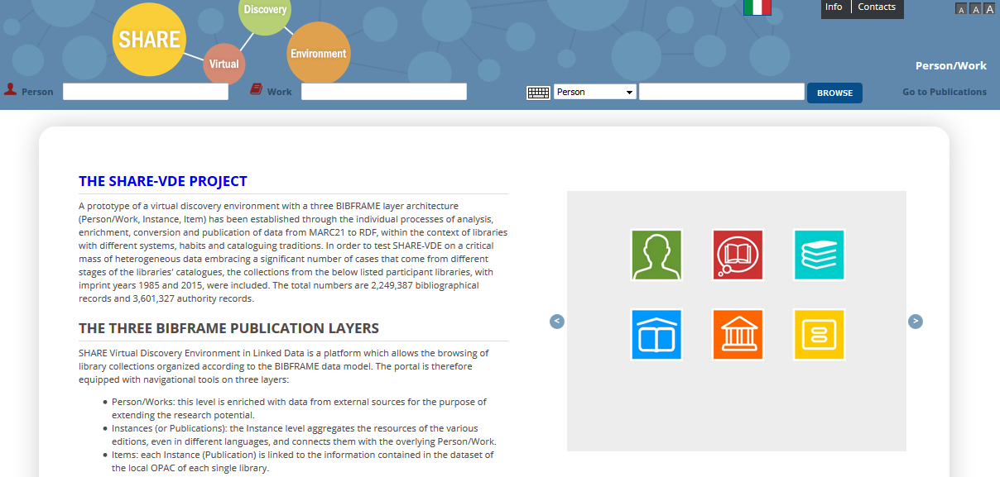 Discovery
SHARE
Virtual
Environment
Info
Contacts
A A A
Person/Work
Person
Work
Person
BROWSE
Go to Publications
THE SHARE-VDE PROJECT
A prototype of a virtual discovery environment with a three BIBFRAME layer architecture
(Person/Work, Instance, Item) has been established through the individual processes of analysis,
enrichment, conversion and publication of data from MARC21 to RDF, within the context of libraries
with different systems, habits and cataloguing traditions. In order to test SHARE-VDE on a critical
mass of heterogeneous data embracing a significant number of cases that come from different
stages of the libraries' catalogues, the collections from the below listed participant libraries, with
imprint years 1985 and 2015, were included. The total numbers are 2,249,387 bibliographical
records and 3,601,327 authority records.
THE THREE BIBFRAME PUBLICATION LAYERS
SHARE Virtual Discovery Environment in Linked Data is a platform which allows the browsing of
library collections organized according to the BIBFRAME data model. The portal is therefore
equipped with navigational tools on three layers:
• Person/Works: this level is enriched with data from external sources for the purpose of
extending the research potential.
• Instances (or Publications): the Instance level aggregates the resources of the various
editions, even in different languages, and connects them with the overlying Person/Work.
• Items: each Instance (Publication) is linked to the information contained in the dataset of
the local OPAC of each single library.
<
>